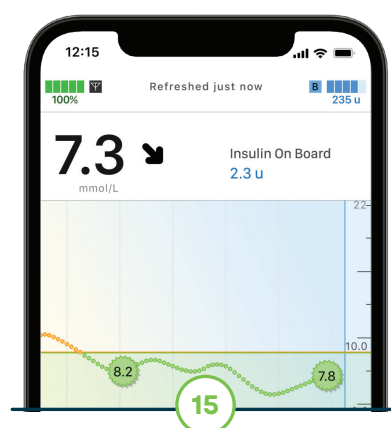 12:15
Refreshed just now
B
100%
235 u
7.3
mmol/L
Insulin On Board
2.3 u
22
10.0
8.2
7.8
15